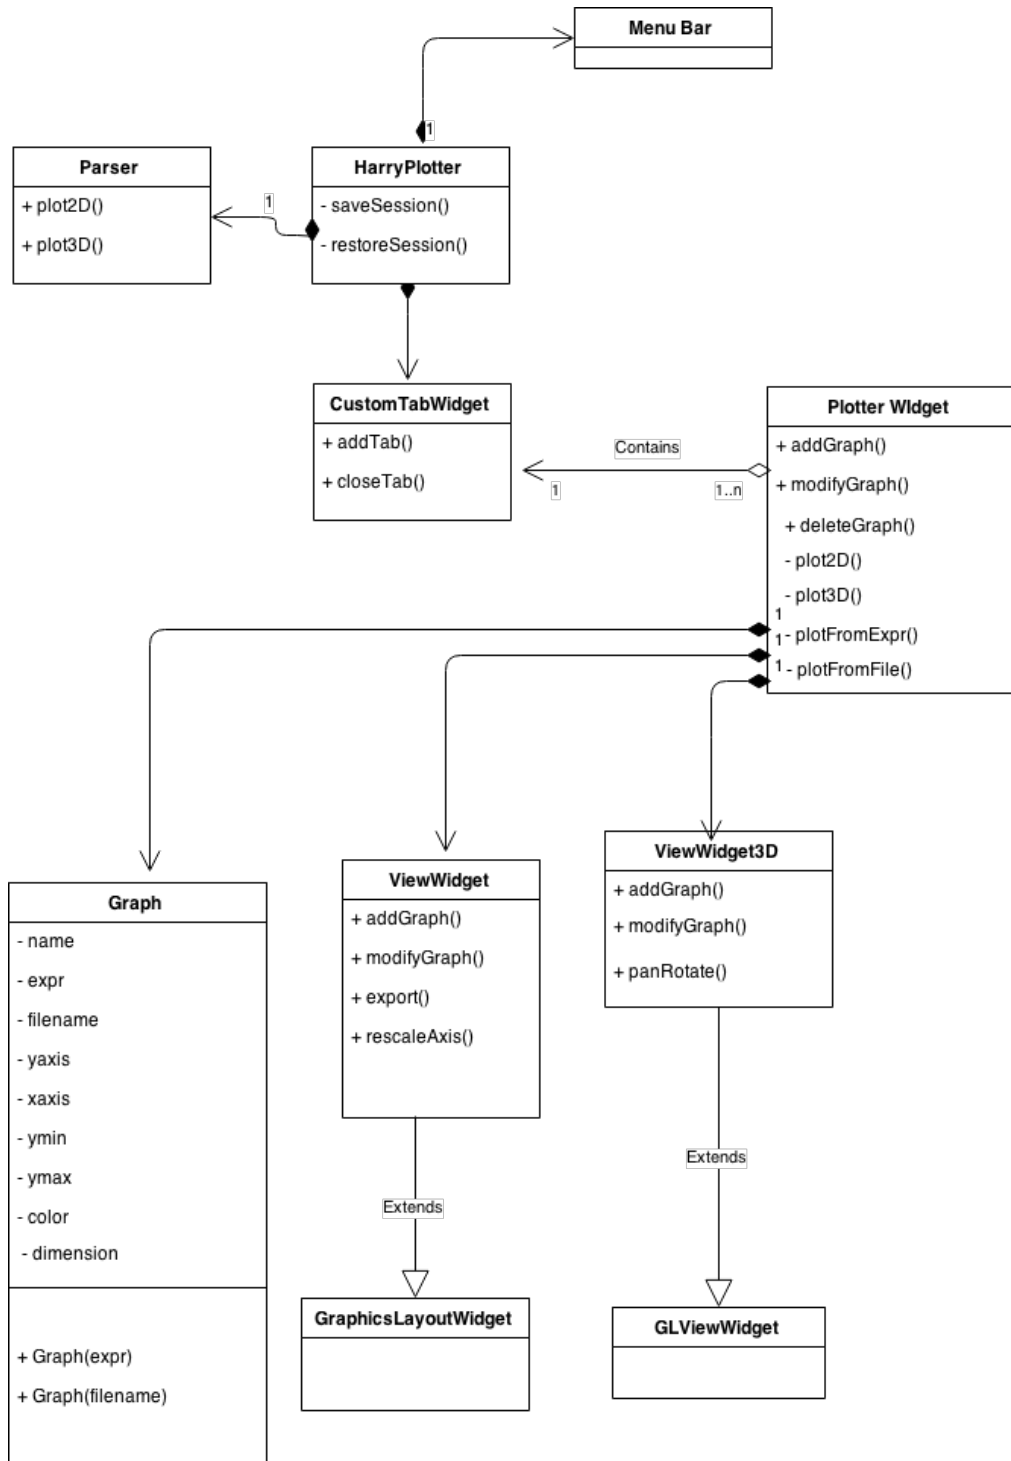 Menu Bar
1
Parser
+ plot2D()
+ plot3D()
1
HarryPlotter
- saveSession()
- restoreSession()
CustomTabWidget
+ addTab()
+ closeTab()
Contains
1
1..n
Plotter WIdget
+ addGraph()
+ modifyGraph()
+ deleteGraph()
- plot2D()
- plot3D()
1
- plotFromExpr()
1
- plotFromFile()
1
Graph
- name
- expr
- filename
- yaxis
- xaxis
- ymin
- ymax
- color
- dimension
+ Graph(expr)
+ Graph(filename)
ViewWidget
+ addGraph()
+ modifyGraph()
+ export()
+ rescaleAxis()
Extends
GraphicsLayoutWidget
ViewWidget3D
+ addGraph()
+ modifyGraph()
+ panRotate()
Extends
GLViewWidget